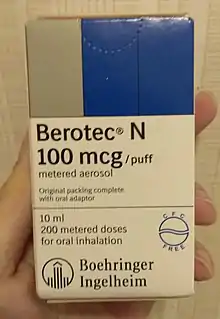 Berotec® N
100 mcg/puff
metered aerosol
Original packing complete
with oral adaptor
10 ml
200 metered doses
for oral inhalation
CFC
FREE
Boehringer
Ingelheim